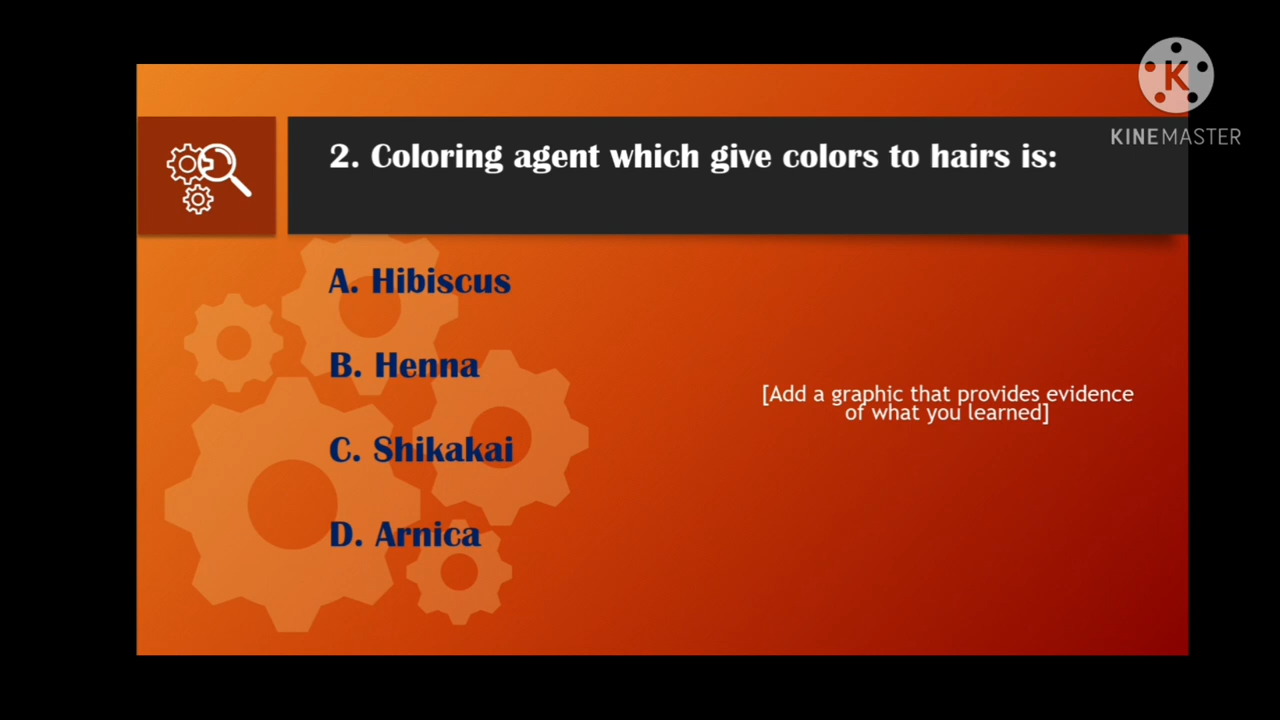 KINEMASTER
2. Coloring agent which give colors to hairs is:
A. Hibiscus
B. Henna
[Add a graphic that provides evidence
of what you learned]
C. Shikakai
D. Arnica